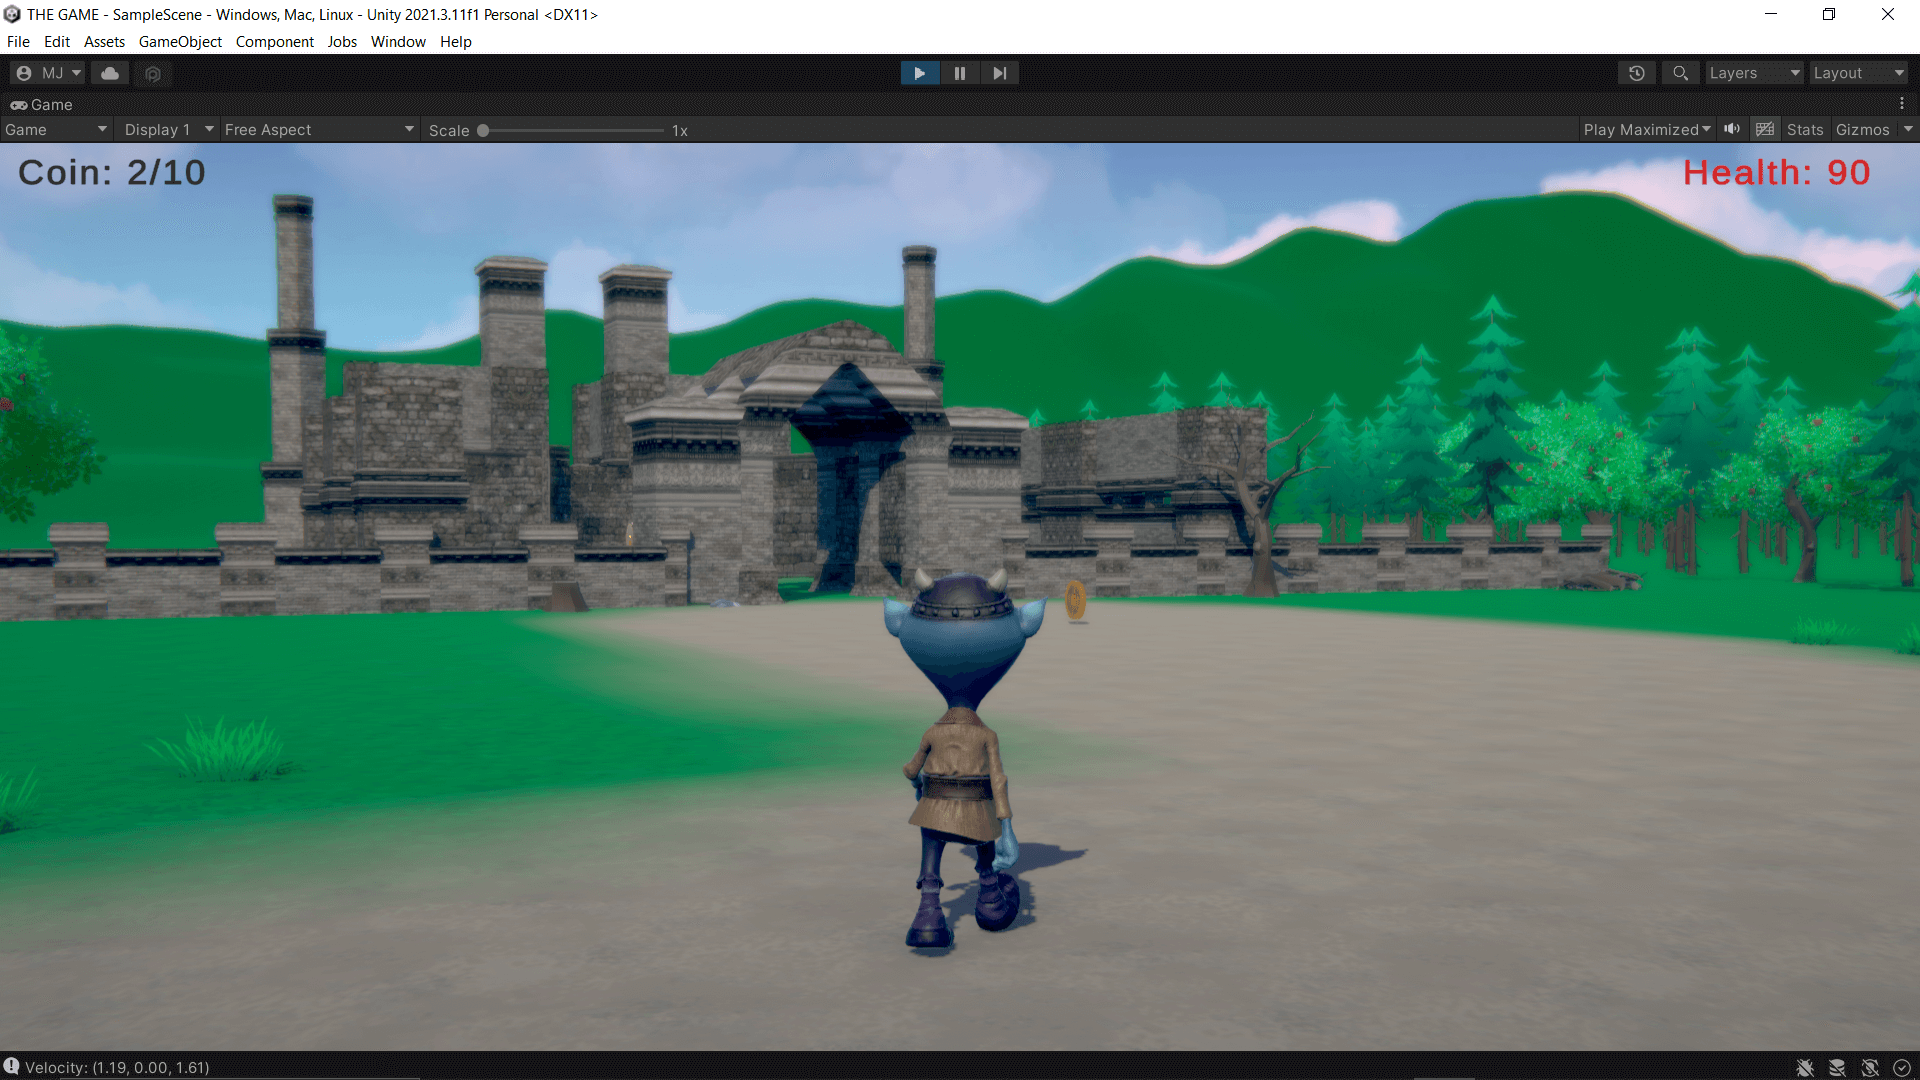 THE GAME - SampleScene - Windows, Mac, Linux - Unity 2021.3.11f1 Personal <DX11>
File Edit Assets GameObject Component Jobs Window Help
MJ Layers Layout
Game
Game Display 1 Free Aspect Scale 1x Play Maximized Stats Gizmos
Coin: 2/10 Health: 90
Velocity: (1.19, 0.00, 1.61)